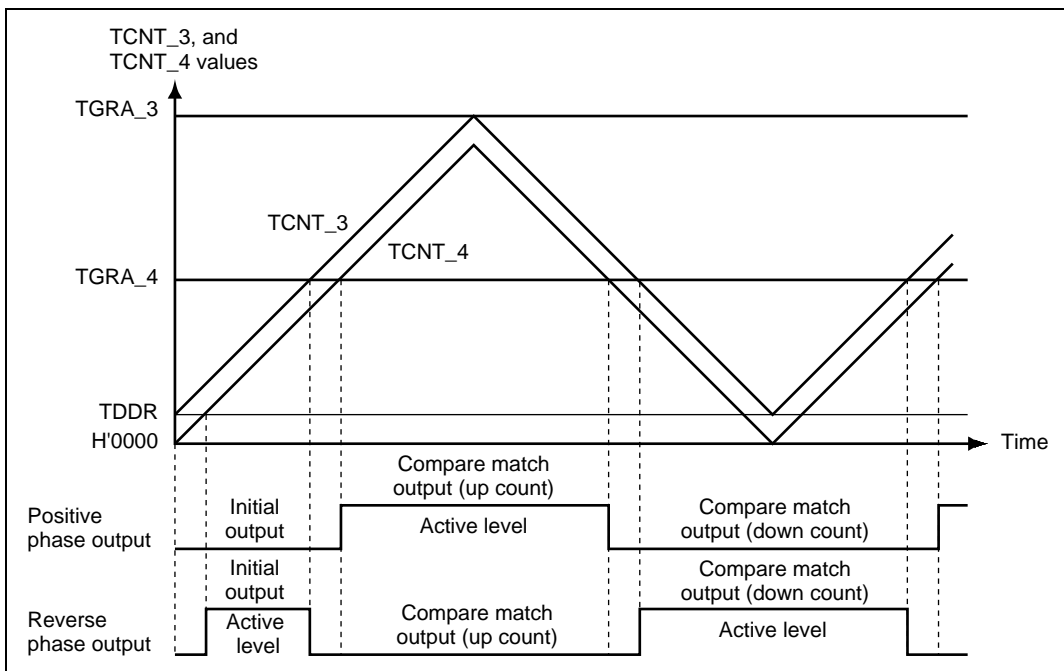 TCNT_3, and
TCNT_4 values
TGRA_3
TCNT_3
TCNT_4
TGRA_4
TDDR
H'0000
Time
Compare match
output (up count)
Positive
phase output
Initial
output
Active level
Compare match
output (down count)
Initial
output
Compare match
output (down count)
Reverse
phase output
Active
level
Compare match
output (up count)
Active level